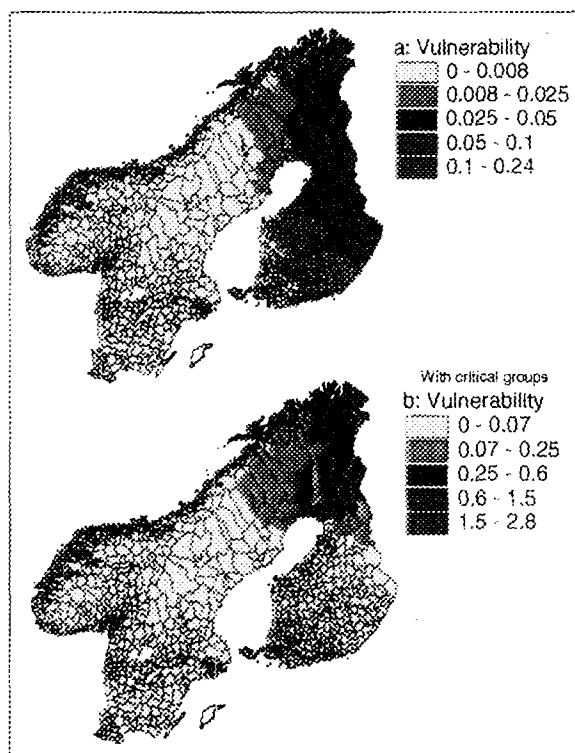 a: Vulnerability
0 - 0.008
0.008 - 0.025
0.025 - 0.05
0.05 - 0.1
0.1 - 0.24
With critical groups
b: Vulnerability
0 - 0.07
0.07 - 0.25
0.25 - 0.6
0.6 - 1.5
1.5 - 2.8